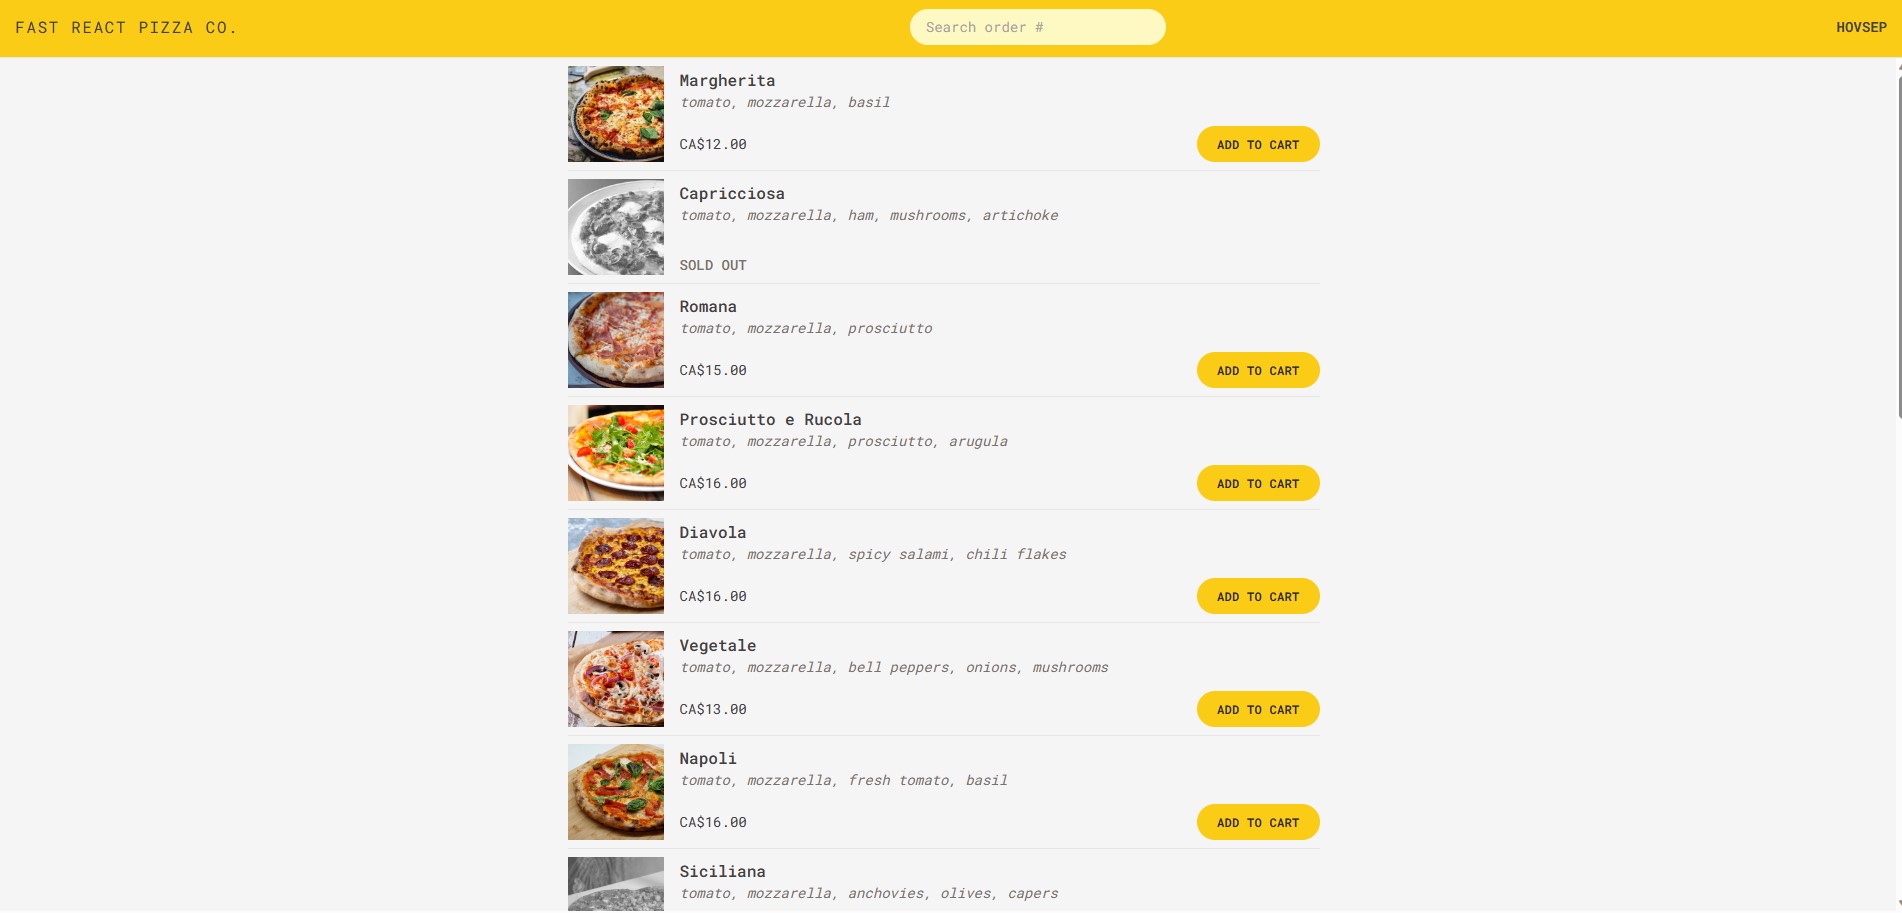 FAST REACT PIZZA CO.
Search order #
HOVSEP
Margherita
tomato, mozzarella, basil
CA$12.00
ADD TO CART
Capricciosa
tomato, mozzarella, ham, mushrooms, artichoke
SOLD OUT
Romana
tomato, mozzarella, prosciutto
CA$15.00
ADD TO CART
Prosciutto e Rucola
tomato, mozzarella, prosciutto, arugula
CA$16.00
ADD TO CART
Diavola
tomato, mozzarella, spicy salami, chili flakes
CA$16.00
ADD TO CART
Vegetale
tomato, mozzarella, bell peppers, onions, mushrooms
CA$13.00
ADD TO CART
Napoli
tomato, mozzarella, fresh tomato, basil
CA$16.00
ADD TO CART
Siciliana
tomato, mozzarella, anchovies, olives, capers